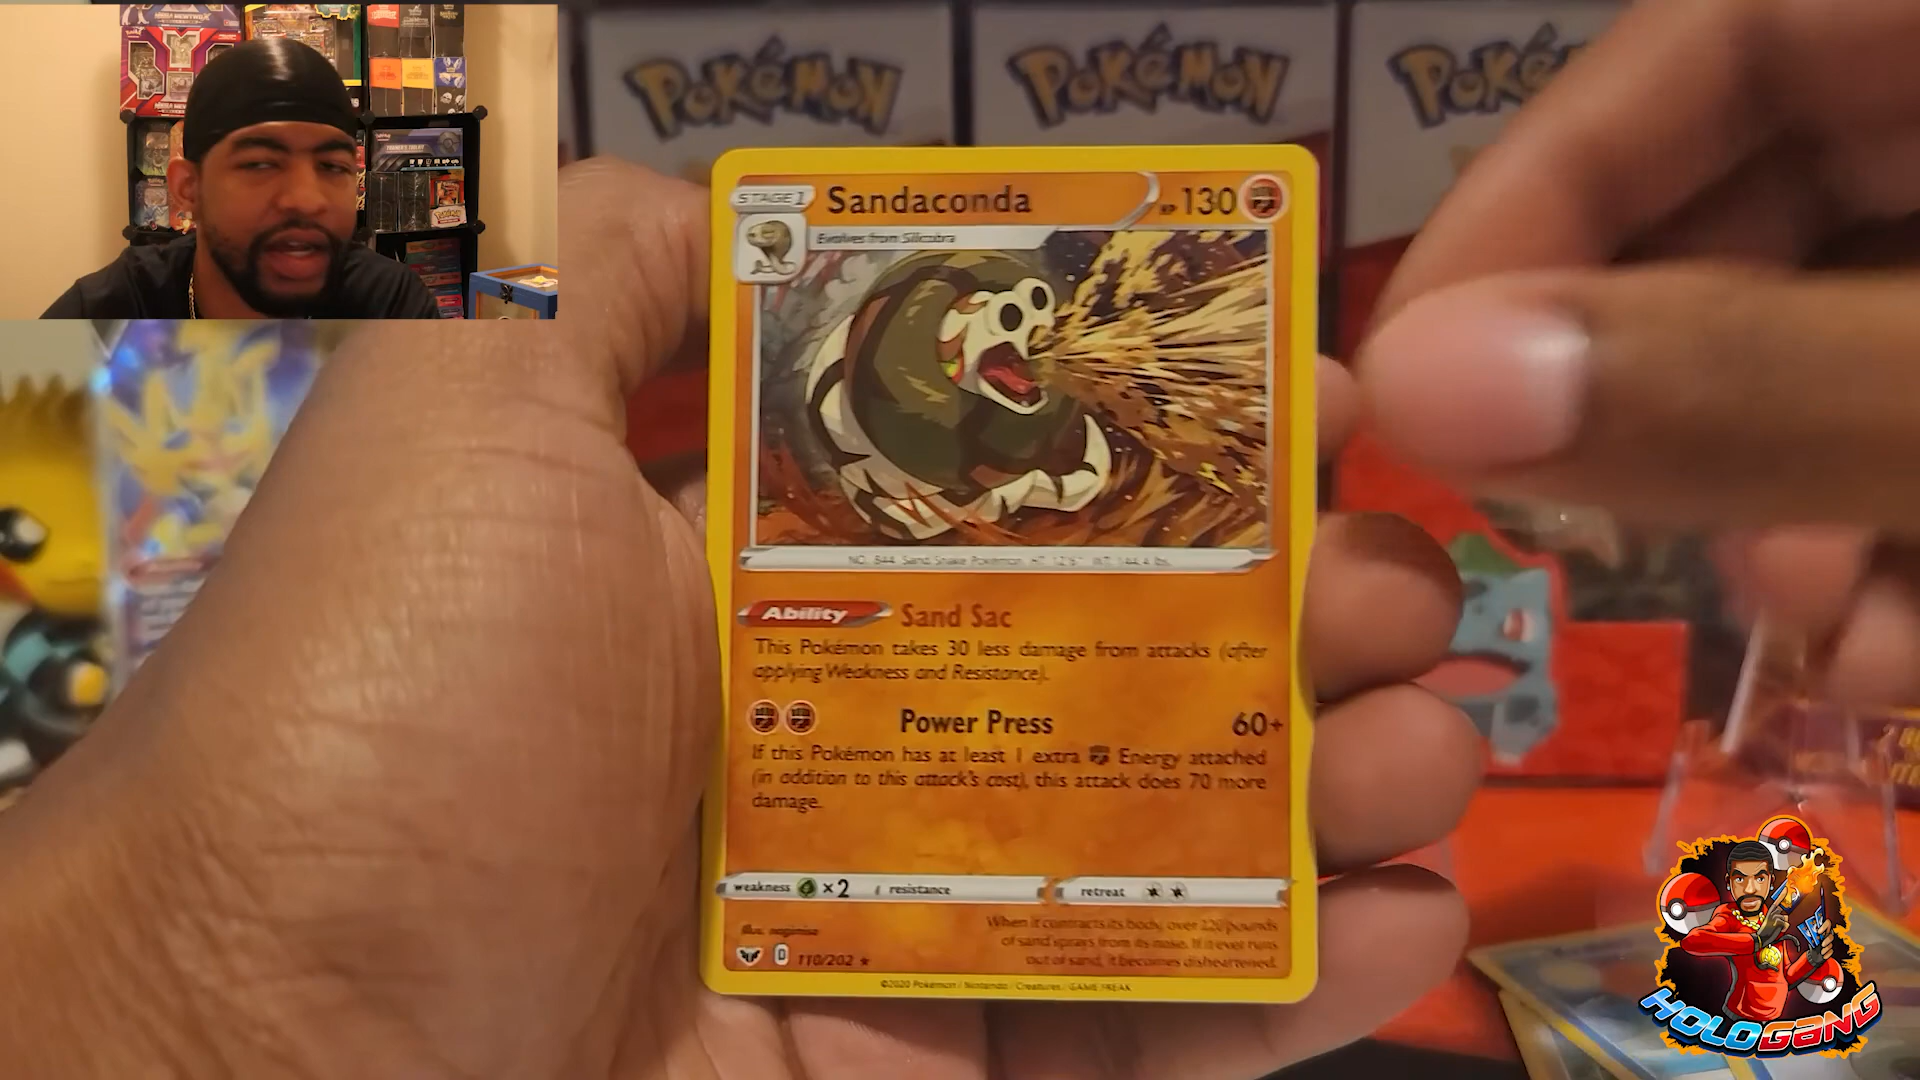 Pokémon
Pokémon
Pokémon
STAGE 1
Sandaconda
HP 130
Evolves from Silicobra
NO. 844 Sand Snake Pokémon HT: 12'6" WT: 144.4 lbs.
Ability Sand Sac
This Pokémon takes 30 less damage from attacks (after
applying Weakness and Resistance).
Power Press 60+
If this Pokémon has at least 1 extra Energy attached
(in addition to this attack's cost), this attack does 70 more
damage.
weakness ×2 resistance retreat
Illus. nagimiso
When it contracts its body, over 220 pounds
of sand sprays from its nose. If it ever runs
out of sand, it becomes disheartened.
D 110/202 ★
©2020 Pokémon / Nintendo / Creatures / GAME FREAK
HOLOGANG